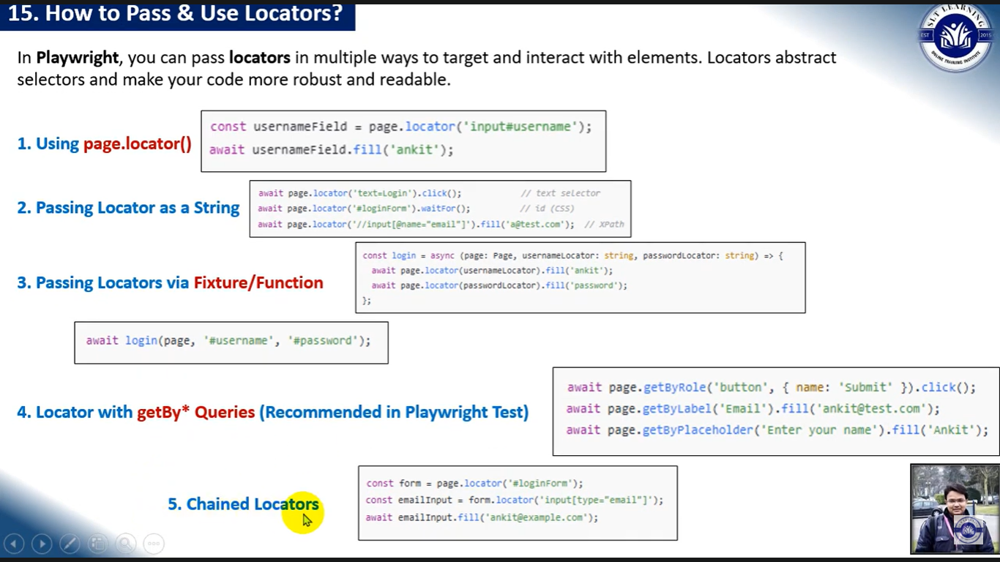 15. How to Pass & Use Locators?
SLT LEARNING
EST
2015
ONLINE TRAINING INSTITUTE
In Playwright, you can pass locators in multiple ways to target and interact with elements. Locators abstract
selectors and make your code more robust and readable.
1. Using page.locator()
const usernameField = page.locator('input#username');
await usernameField.fill('ankit');
2. Passing Locator as a String
await page.locator('text=Login').click(); // text selector
await page.locator('#loginForm').waitFor(); // id (CSS)
await page.locator('//input[@name="email"]').fill('a@test.com'); // XPath
3. Passing Locators via Fixture/Function
const login = async (page: Page, usernameLocator: string, passwordLocator: string) => {
await page.locator(usernameLocator).fill('ankit');
await page.locator(passwordLocator).fill('password');
};
await login(page, '#username', '#password');
4. Locator with getBy* Queries (Recommended in Playwright Test)
await page.getByRole('button', { name: 'Submit' }).click();
await page.getByLabel('Email').fill('ankit@test.com');
await page.getByPlaceholder('Enter your name').fill('Ankit');
5. Chained Locators
const form = page.locator('#loginForm');
const emailInput = form.locator('input[type="email"]');
await emailInput.fill('ankit@example.com');